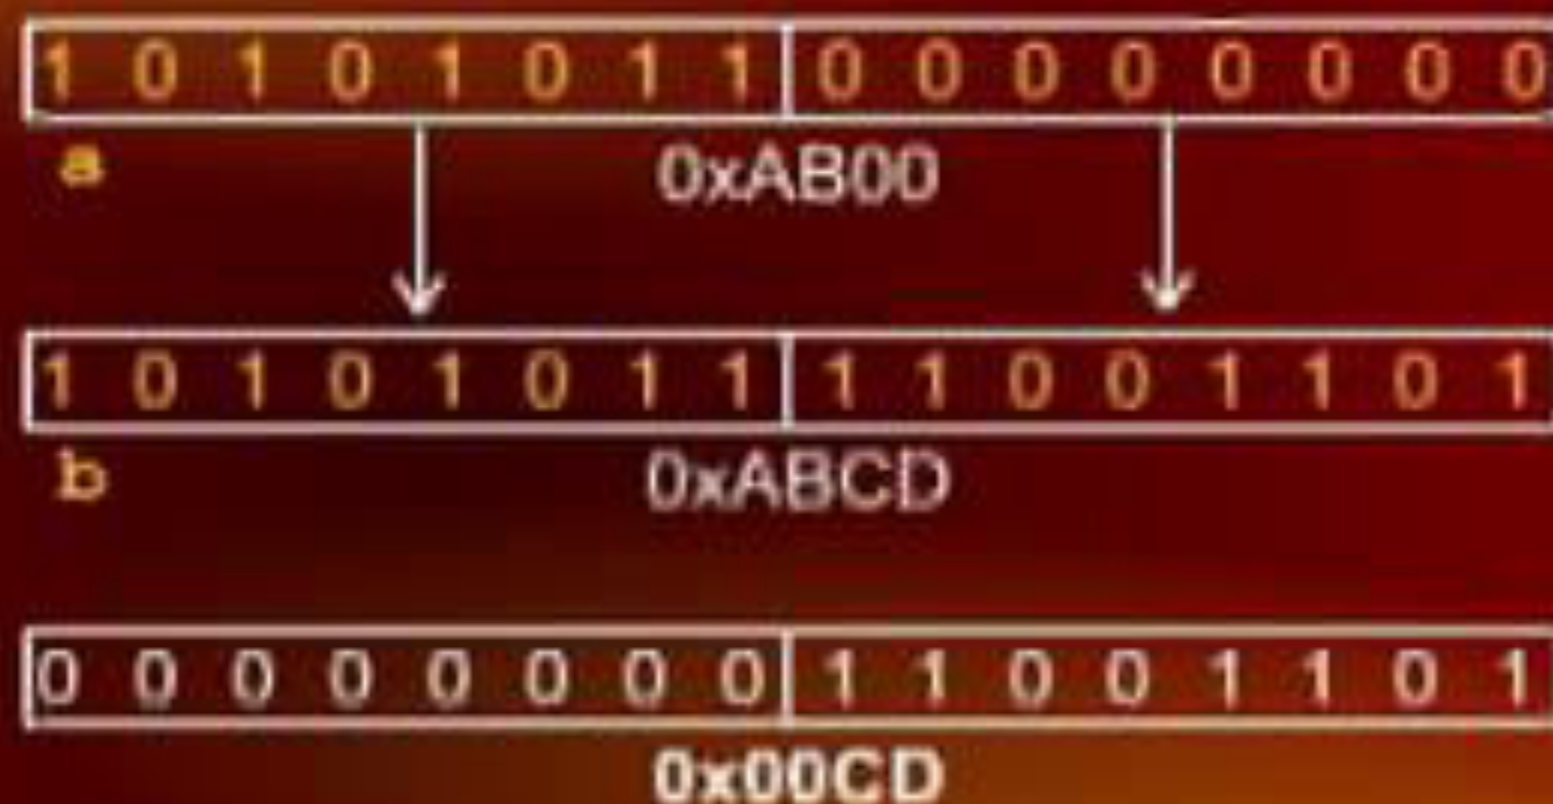 1 0 1 0 1 0 1 1 0 0 0 0 0 0 0 0
a 0xAB00
1 0 1 0 1 0 1 1 1 1 0 0 1 1 0 1
b 0xABCD
0 0 0 0 0 0 0 0 1 1 0 0 1 1 0 1
0x00CD